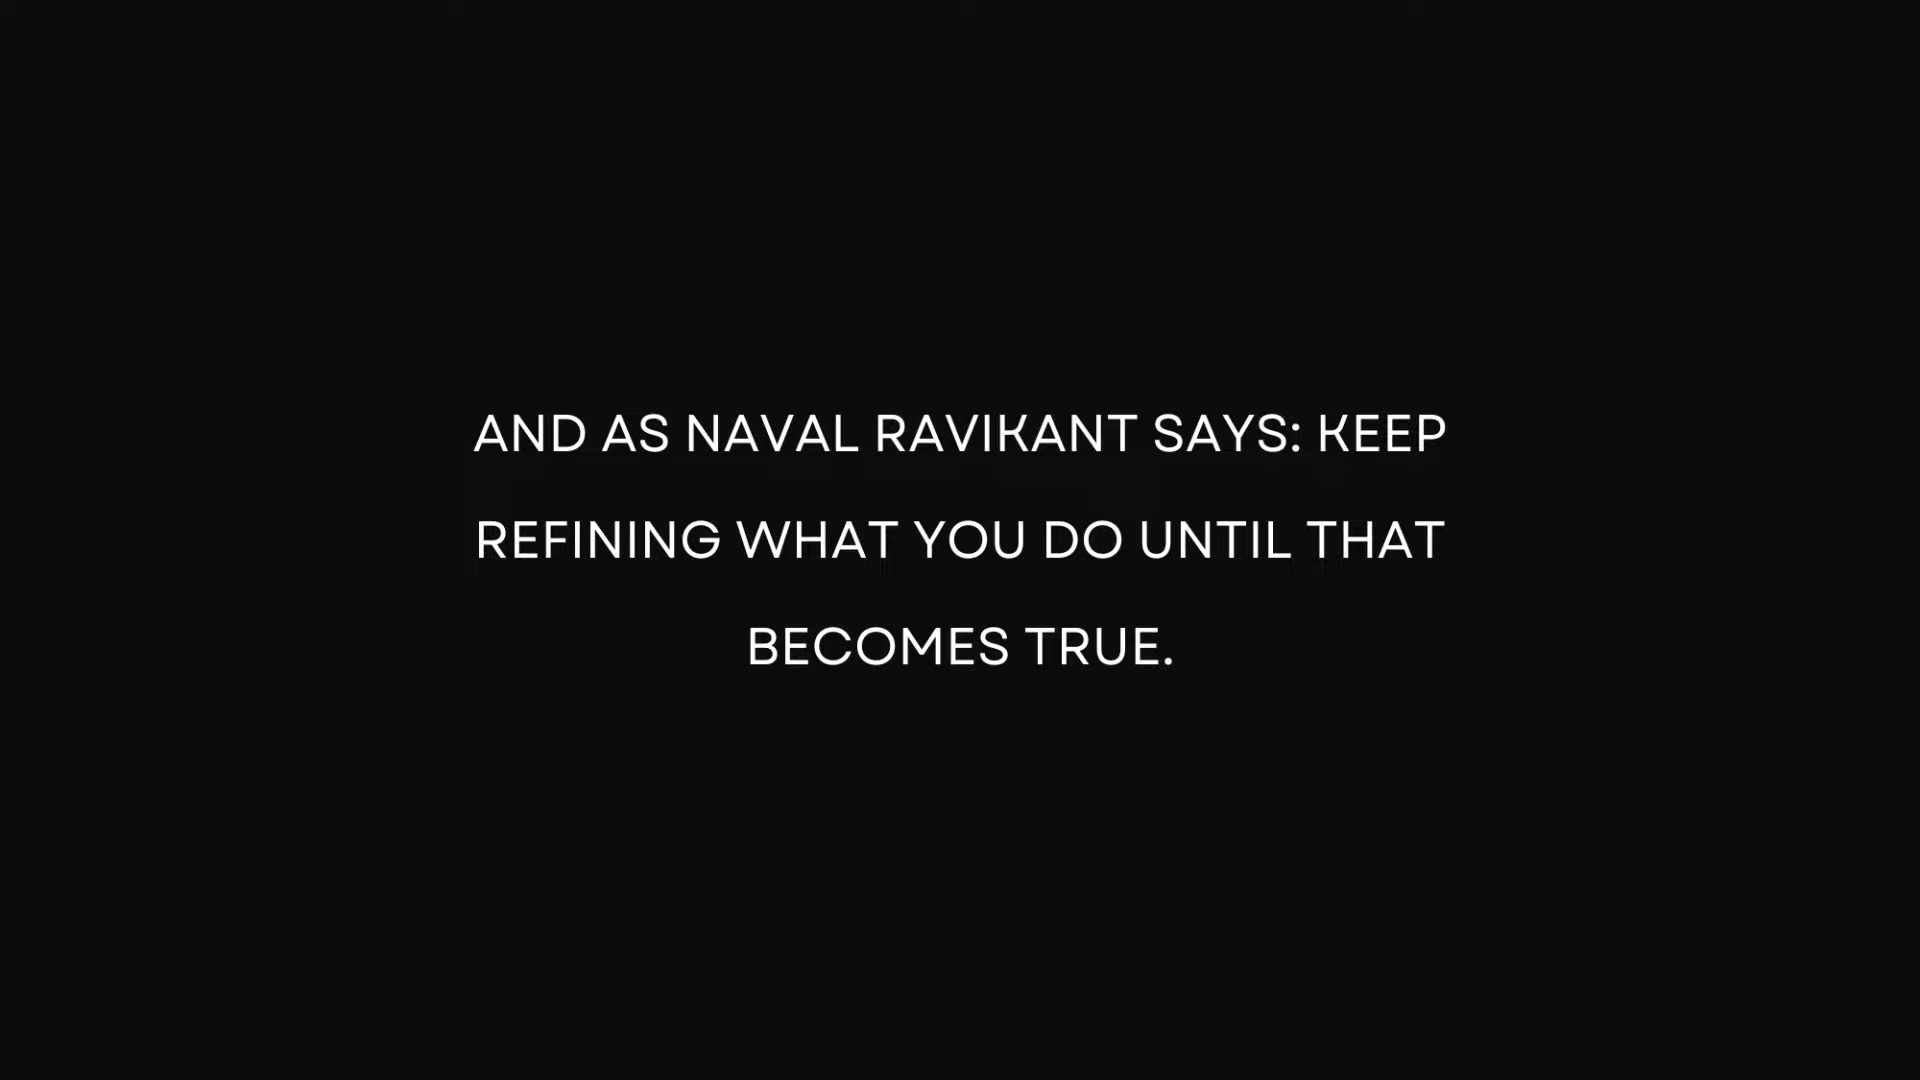 AND AS NAVAL RAVIKANT SAYS: KEEP
REFINING WHAT YOU DO UNTIL THAT
BECOMES TRUE.